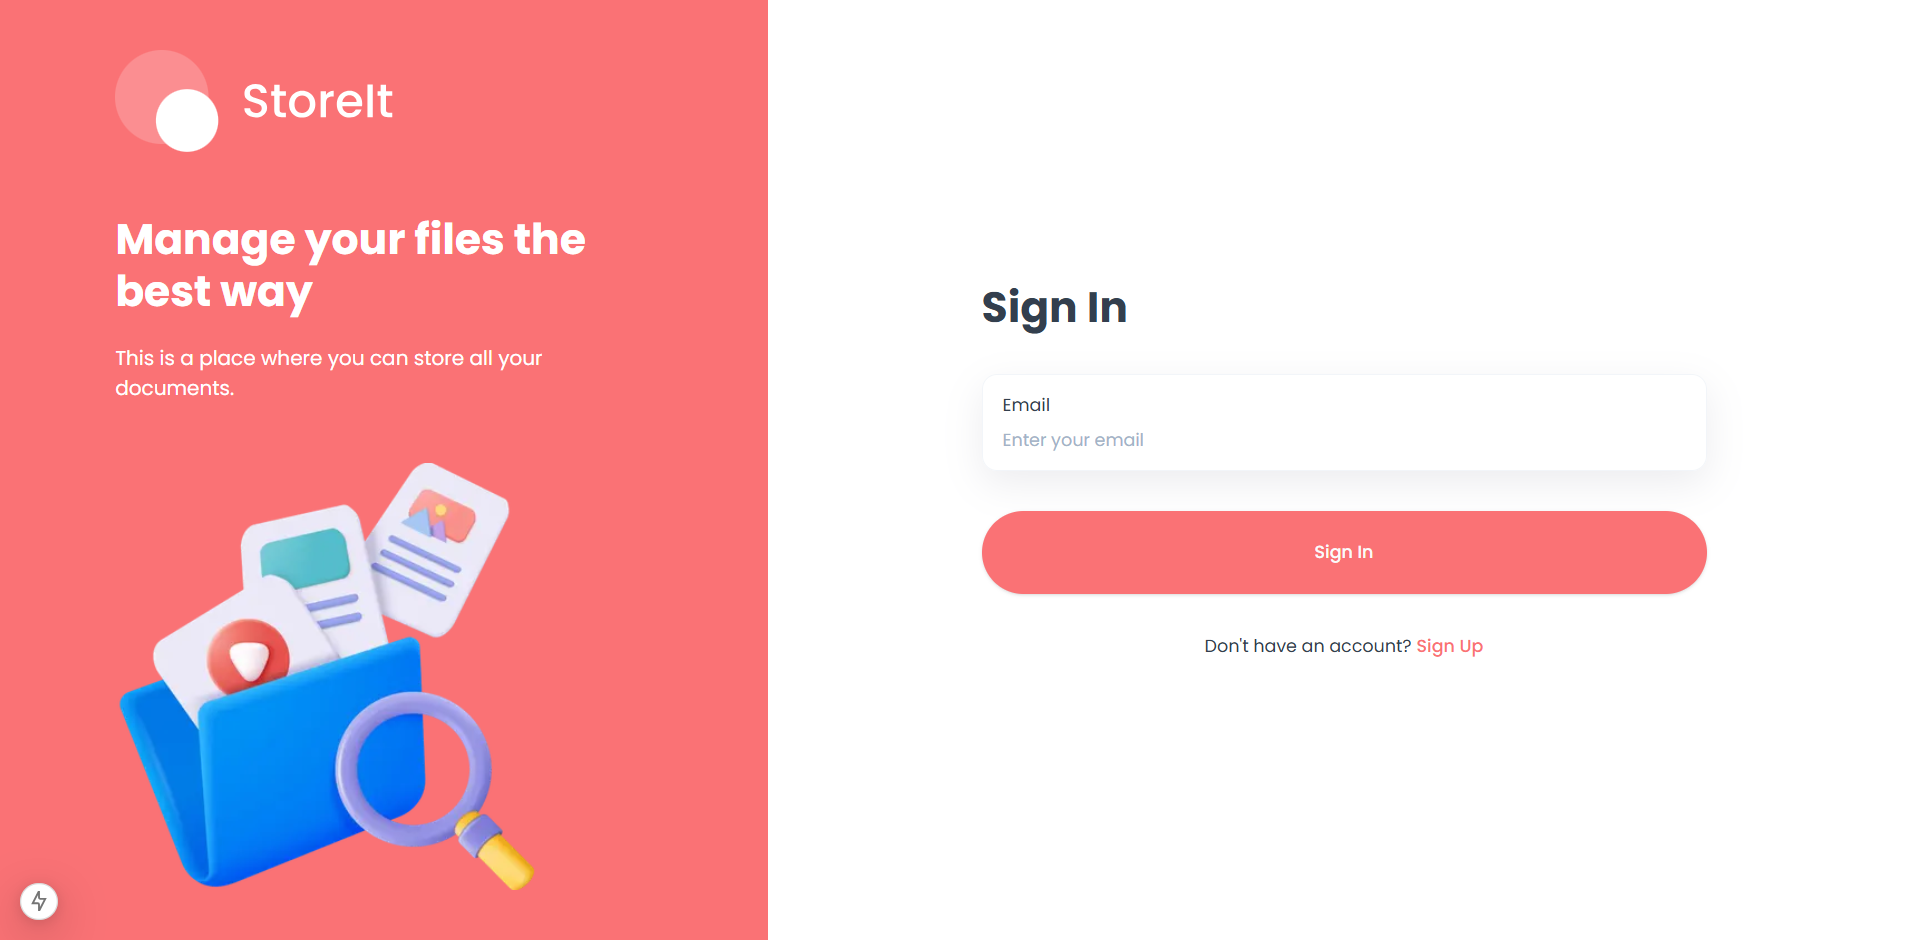 StoreIt
Manage your files the
best way
This is a place where you can store all your
documents.
Sign In
Email
Enter your email
Sign In
Don't have an account? Sign Up